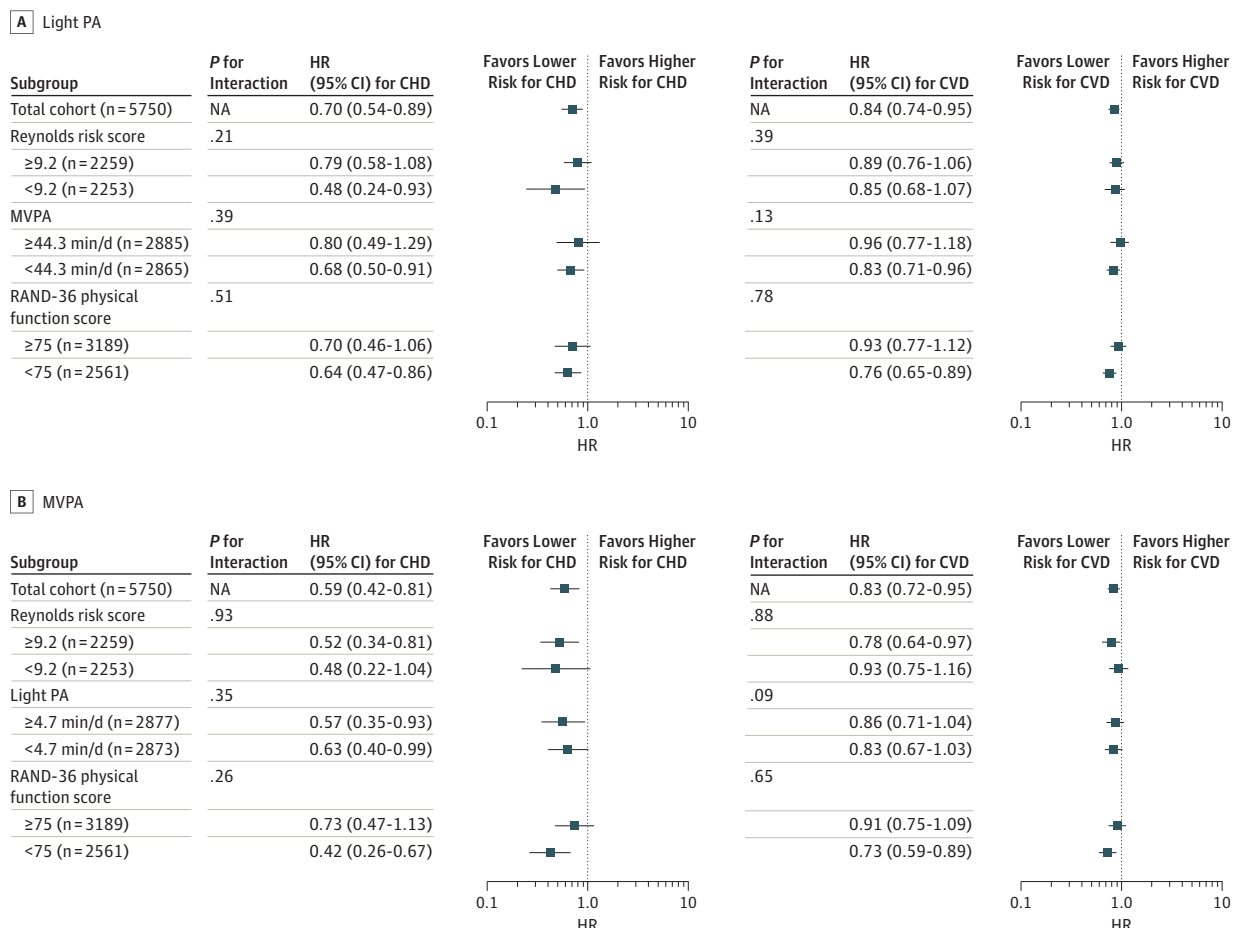 A Light PA
Subgroup P for Interaction HR (95% CI) for CHD Favors Lower Risk for CHD Favors Higher Risk for CHD P for Interaction HR (95% CI) for CVD Favors Lower Risk for CVD Favors Higher Risk for CVD
Total cohort (n=5750) NA 0.70 (0.54-0.89) NA 0.84 (0.74-0.95)
Reynolds risk score .21 .39
≥9.2 (n=2259) 0.79 (0.58-1.08) 0.89 (0.76-1.06)
<9.2 (n=2253) 0.48 (0.24-0.93) 0.85 (0.68-1.07)
MVPA .39 .13
≥44.3 min/d (n=2885) 0.80 (0.49-1.29) 0.96 (0.77-1.18)
<44.3 min/d (n=2865) 0.68 (0.50-0.91) 0.83 (0.71-0.96)
RAND-36 physical function score .51 .78
≥75 (n=3189) 0.70 (0.46-1.06) 0.93 (0.77-1.12)
<75 (n=2561) 0.64 (0.47-0.86) 0.76 (0.65-0.89)
0.1 1.0 10 0.1 1.0 10
HR HR
B MVPA
Subgroup P for Interaction HR (95% CI) for CHD Favors Lower Risk for CHD Favors Higher Risk for CHD P for Interaction HR (95% CI) for CVD Favors Lower Risk for CVD Favors Higher Risk for CVD
Total cohort (n=5750) NA 0.59 (0.42-0.81) NA 0.83 (0.72-0.95)
Reynolds risk score .93 .88
≥9.2 (n=2259) 0.52 (0.34-0.81) 0.78 (0.64-0.97)
<9.2 (n=2253) 0.48 (0.22-1.04) 0.93 (0.75-1.16)
Light PA .35 .09
≥4.7 min/d (n=2877) 0.57 (0.35-0.93) 0.86 (0.71-1.04)
<4.7 min/d (n=2873) 0.63 (0.40-0.99) 0.83 (0.67-1.03)
RAND-36 physical function score .26 .65
≥75 (n=3189) 0.73 (0.47-1.13) 0.91 (0.75-1.09)
<75 (n=2561) 0.42 (0.26-0.67) 0.73 (0.59-0.89)
0.1 1.0 10 0.1 1.0 10
HR HR